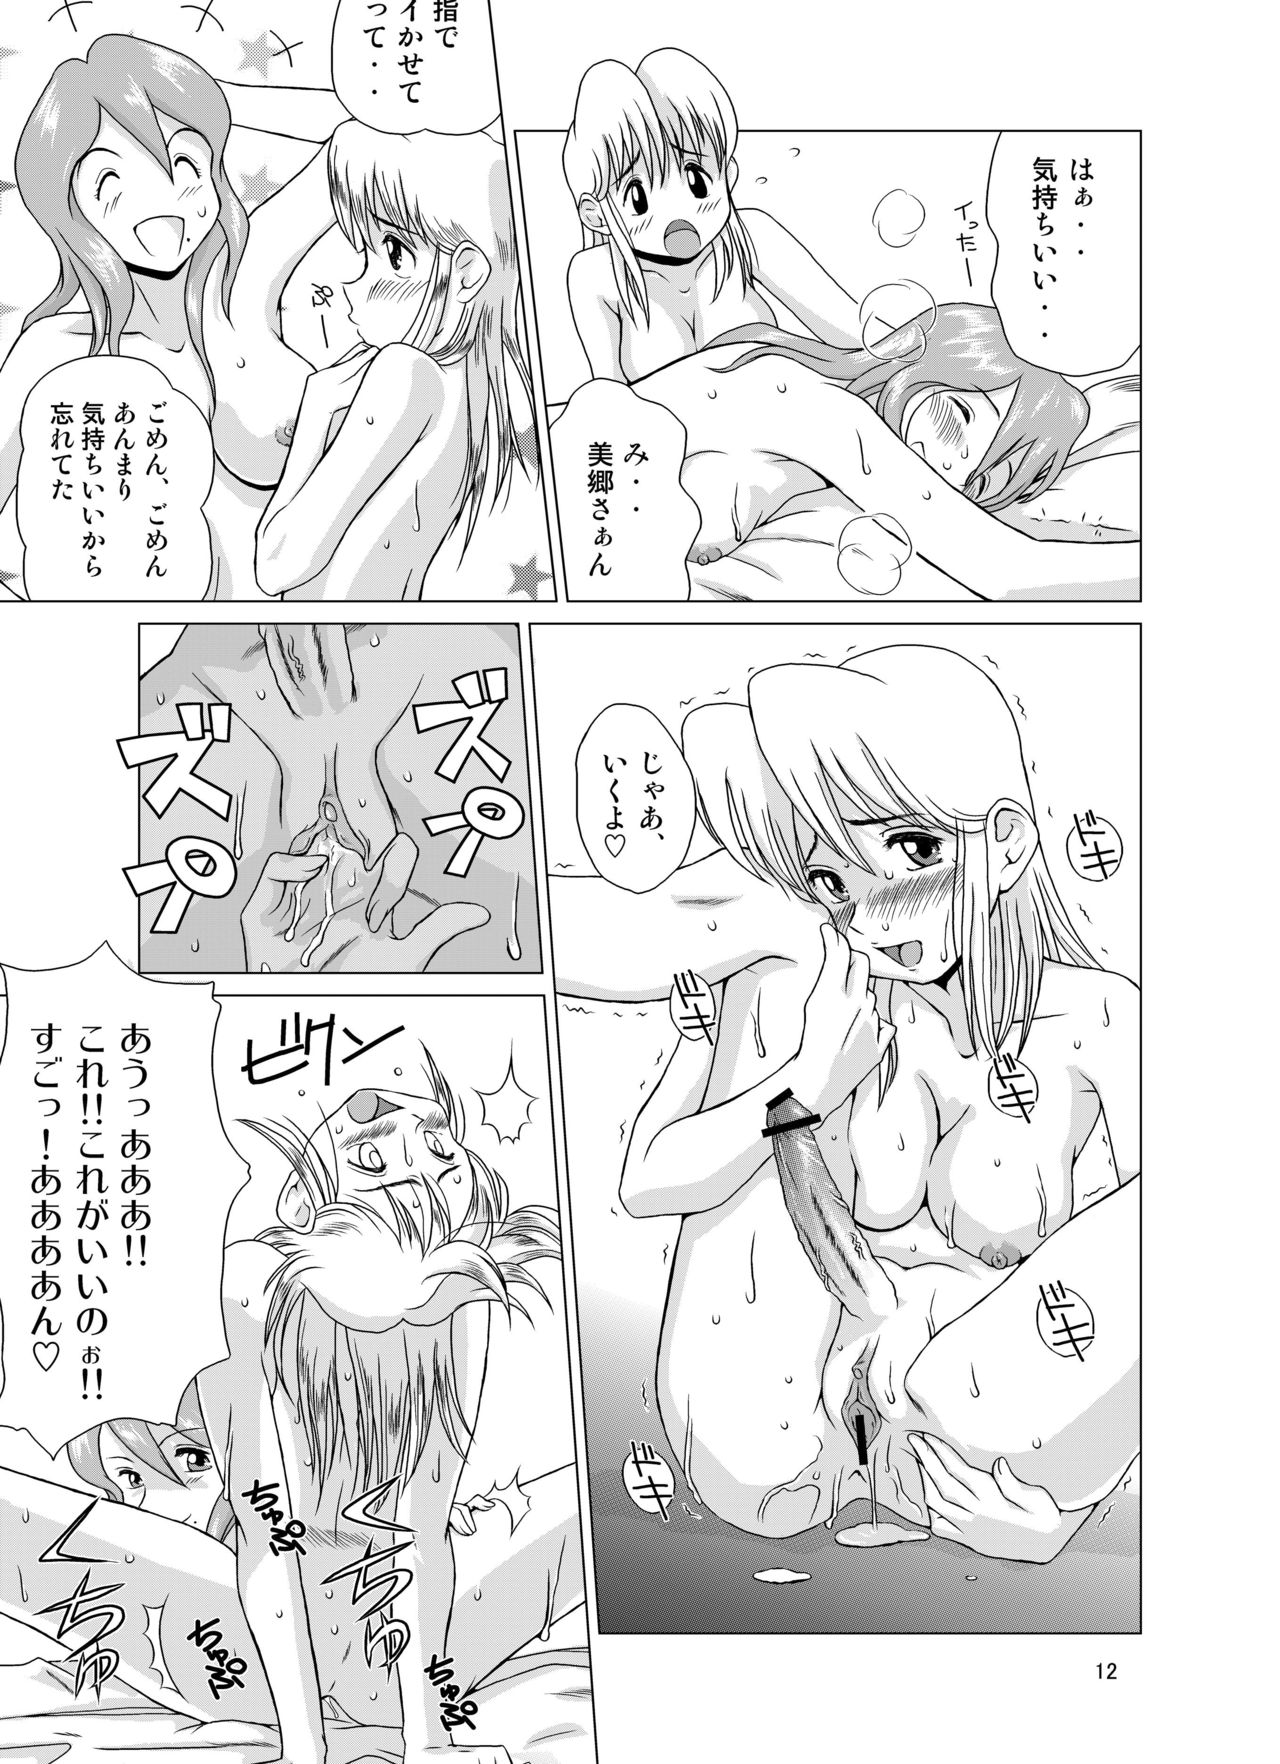 はぁ・・
気持ちいい・・
イったー
み・・
美郷さぁん
指で
イかせて
って・・
ぷー
ごめん、ごめん
あんまり
気持ちいいから
忘れてた
じゃあ、
いくよ♡
ドキ
ドキ
ドキ
ドキ
ドキ
ズプ
ズプ
ビクン
あうっあああ!!
これ!!これがいいのぉ!!
すごっ!ああああん♡
ちゅぷ
くちゅ
くちゅ
ちゅぷ
ちゅぷ
12